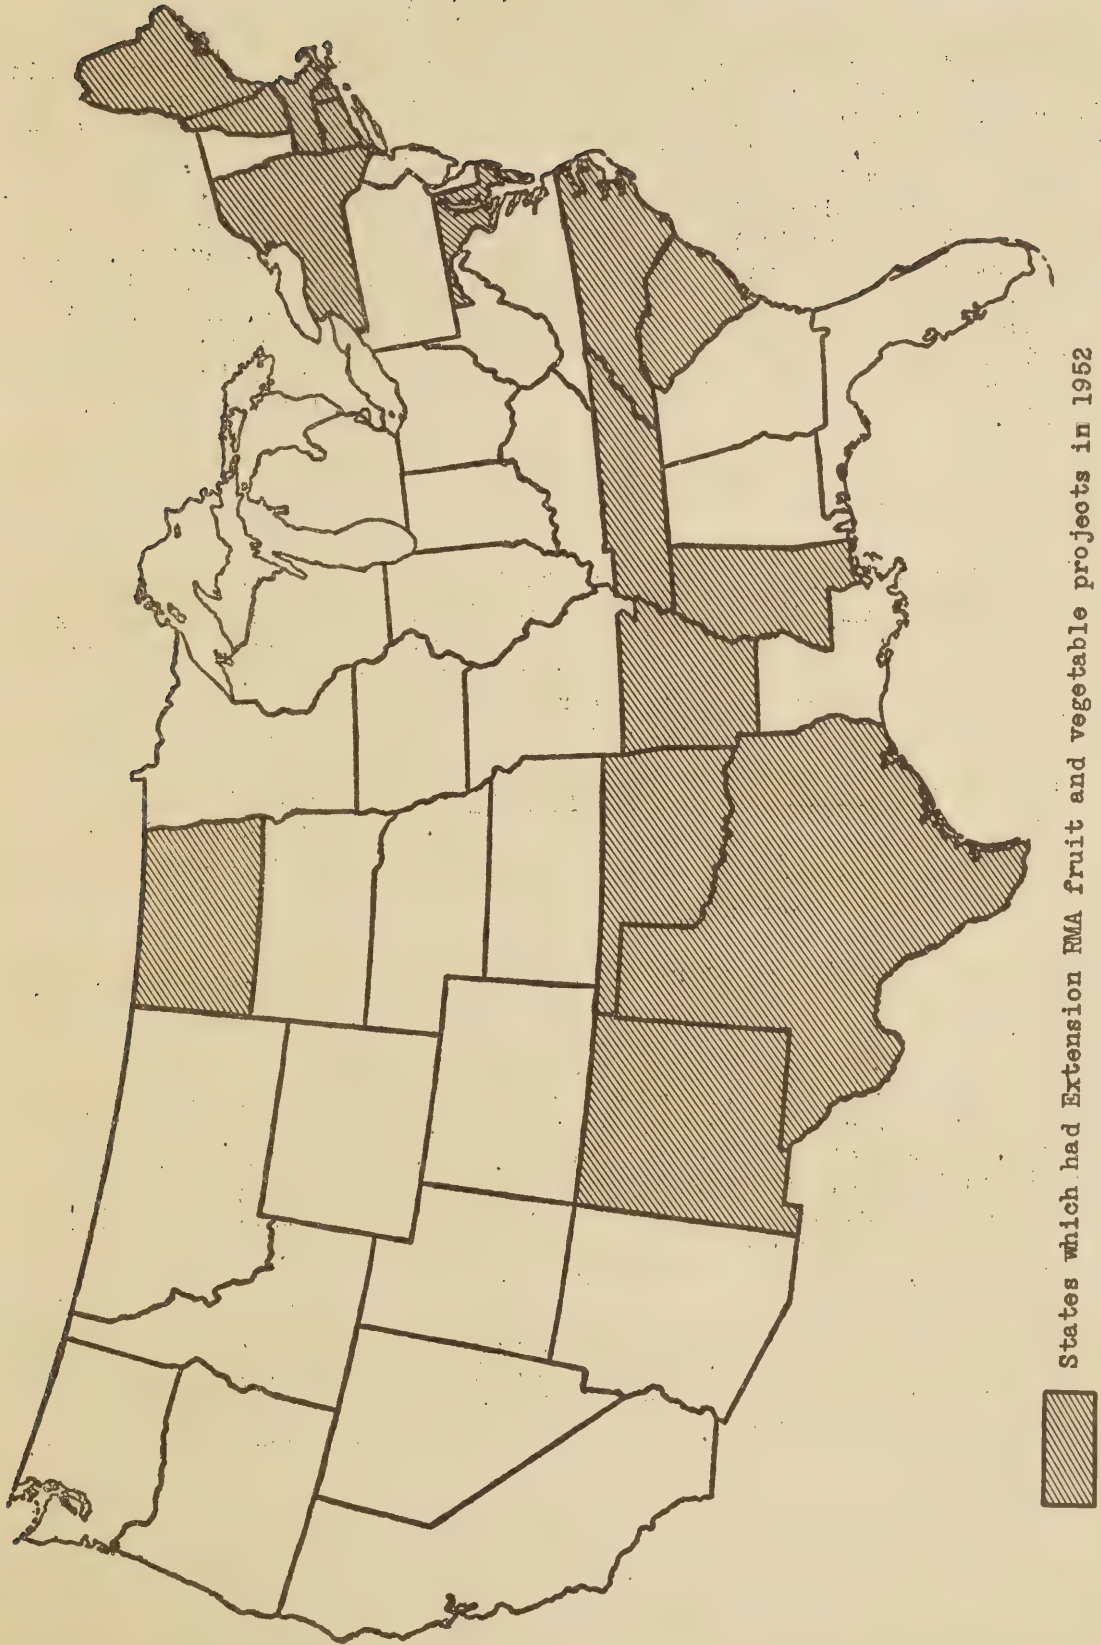 States which had Extension RMA fruit and vegetable projects in 1952